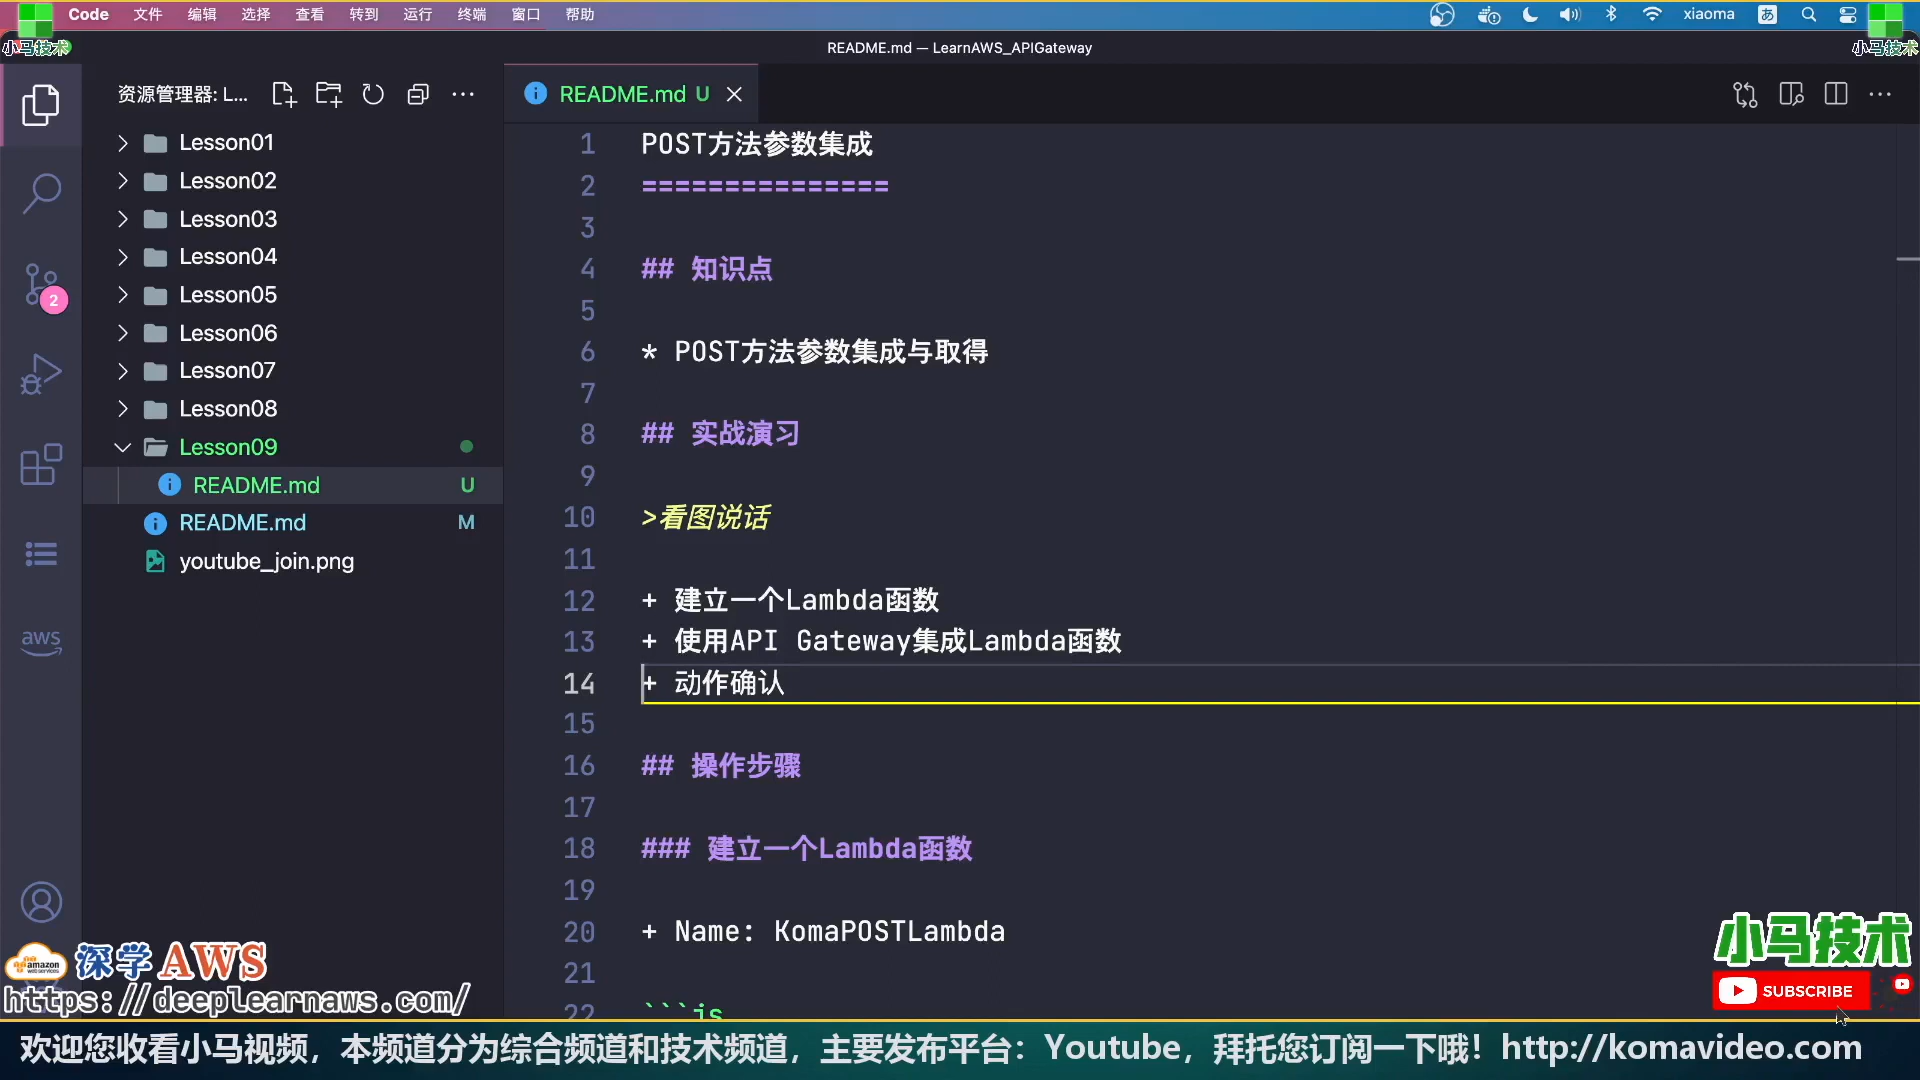 Code 文件 编辑 选择 查看 转到 运行 终端 窗口 帮助 xiaoma あ
小马技术 小马技术
README.md — LearnAWS_APIGateway
资源管理器: L...
README.md U
Lesson01
Lesson02
Lesson03
Lesson04
Lesson05
Lesson06
Lesson07
Lesson08
Lesson09
README.md U
README.md M
youtube_join.png
2
aws
1 POST方法参数集成
2 ===============
3
4 ## 知识点
5
6 * POST方法参数集成与取得
7
8 ## 实战演习
9
10 >看图说话
11
12 + 建立一个Lambda函数
13 + 使用API Gateway集成Lambda函数
14 + 动作确认
15
16 ## 操作步骤
17
18 ### 建立一个Lambda函数
19
20 + Name: KomaPOSTLambda
21
22 ```js
amazon web services 深学AWS
https://deeplearnaws.com/
小马技术
SUBSCRIBE
欢迎您收看小马视频，本频道分为综合频道和技术频道，主要发布平台：Youtube，拜托您订阅一下哦！http://komavideo.com